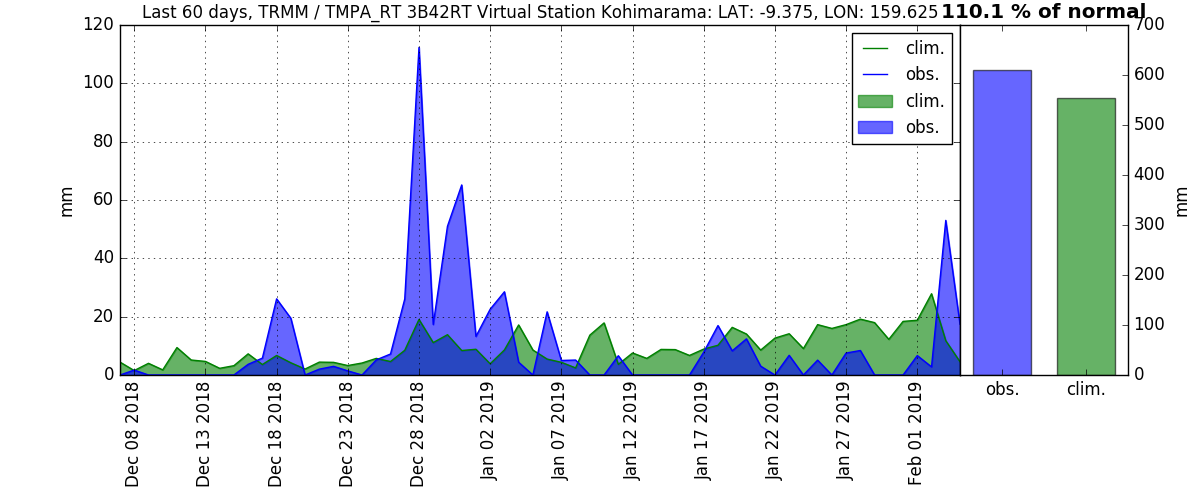 Last 60 days, TRMM / TMPA_RT 3B42RT Virtual Station Kohimarama: LAT: -9.375, LON: 159.625
110.1 % of normal
120
100
80
60
40
20
0
mm
clim.
obs.
clim.
obs.
700
600
500
400
300
200
100
0
mm
Dec 08 2018
Dec 13 2018
Dec 18 2018
Dec 23 2018
Dec 28 2018
Jan 02 2019
Jan 07 2019
Jan 12 2019
Jan 17 2019
Jan 22 2019
Jan 27 2019
Feb 01 2019
obs.
clim.